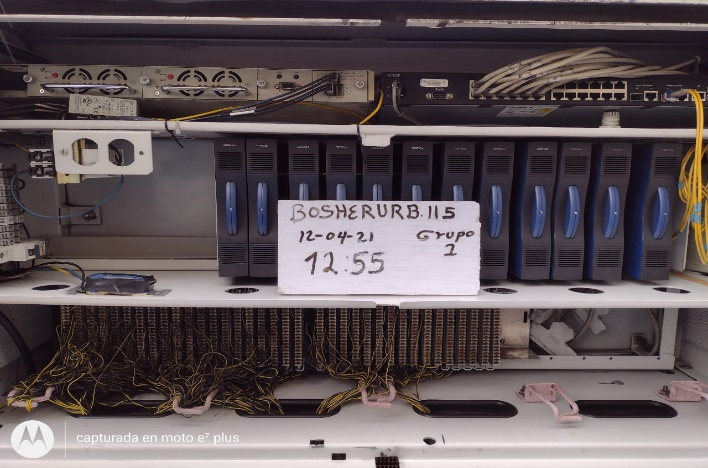 BOSHERURB.115
12-04-21 Grupo
1
12:55
capturada en moto e⁷ plus